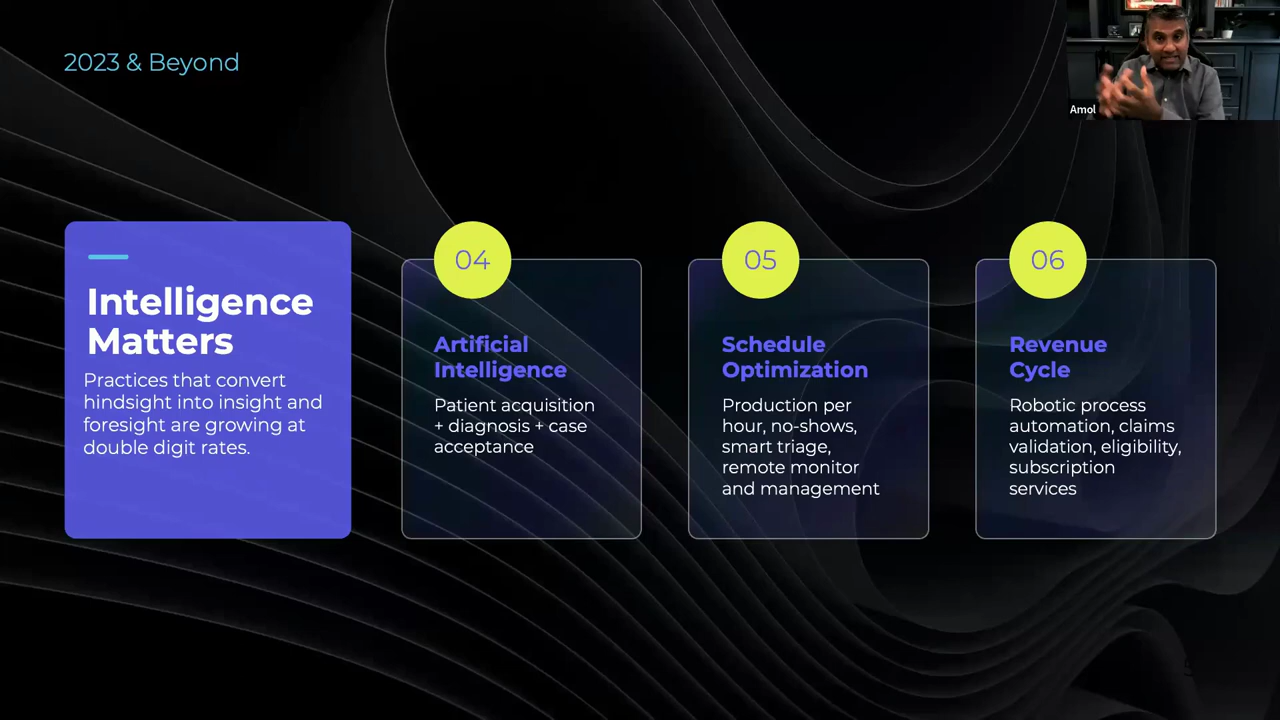 2023 & Beyond
Amol
Intelligence
Matters
Practices that convert
hindsight into insight and
foresight are growing at
double digit rates.
04
Artificial
Intelligence
Patient acquisition
+ diagnosis + case
acceptance
05
Schedule
Optimization
Production per
hour, no-shows,
smart triage,
remote monitor
and management
06
Revenue
Cycle
Robotic process
automation, claims
validation, eligibility,
subscription
services